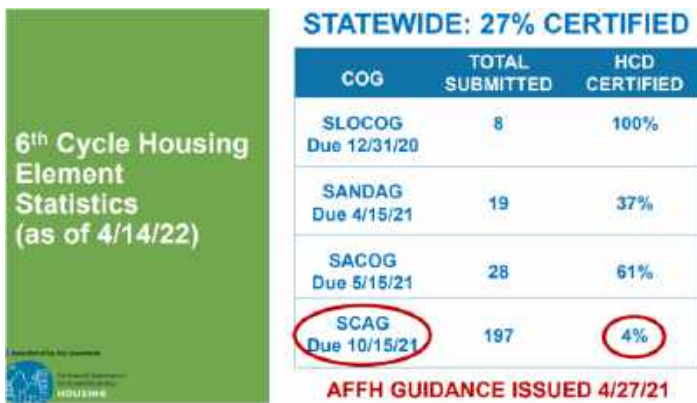 6th Cycle Housing
Element
Statistics
(as of 4/14/22)
HOUSING
STATEWIDE: 27% CERTIFIED
COG
TOTAL
SUBMITTED
HCD
CERTIFIED
SLOCOG
Due 12/31/20
8
100%
SANDAG
Due 4/15/21
19
37%
SACOG
Due 5/15/21
28
61%
SCAG
Due 10/15/21
197
4%
AFFH GUIDANCE ISSUED 4/27/21